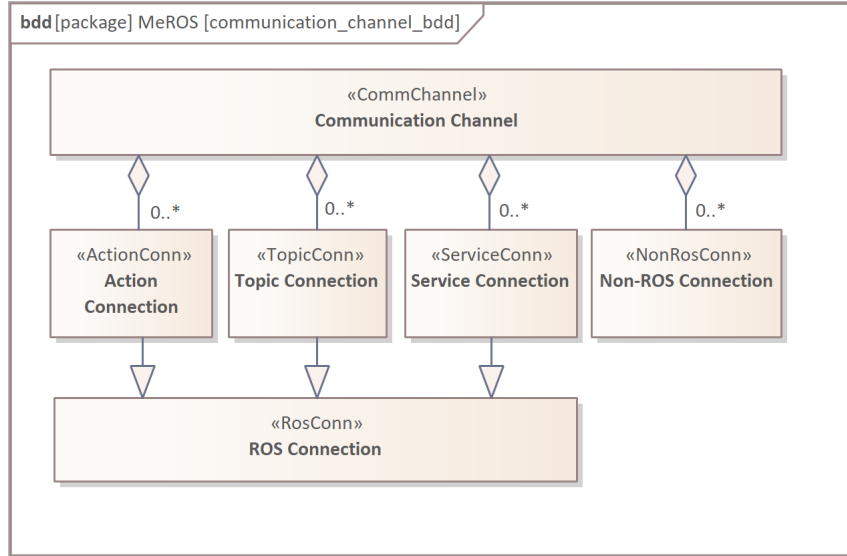 bdd [package] MeROS [communication_channel_bdd]
«CommChannel»
Communication Channel
0..*
0..*
0..*
0..*
«ActionConn»
Action
Connection
«TopicConn»
Topic Connection
«ServiceConn»
Service Connection
«NonRosConn»
Non-ROS Connection
«RosConn»
ROS Connection